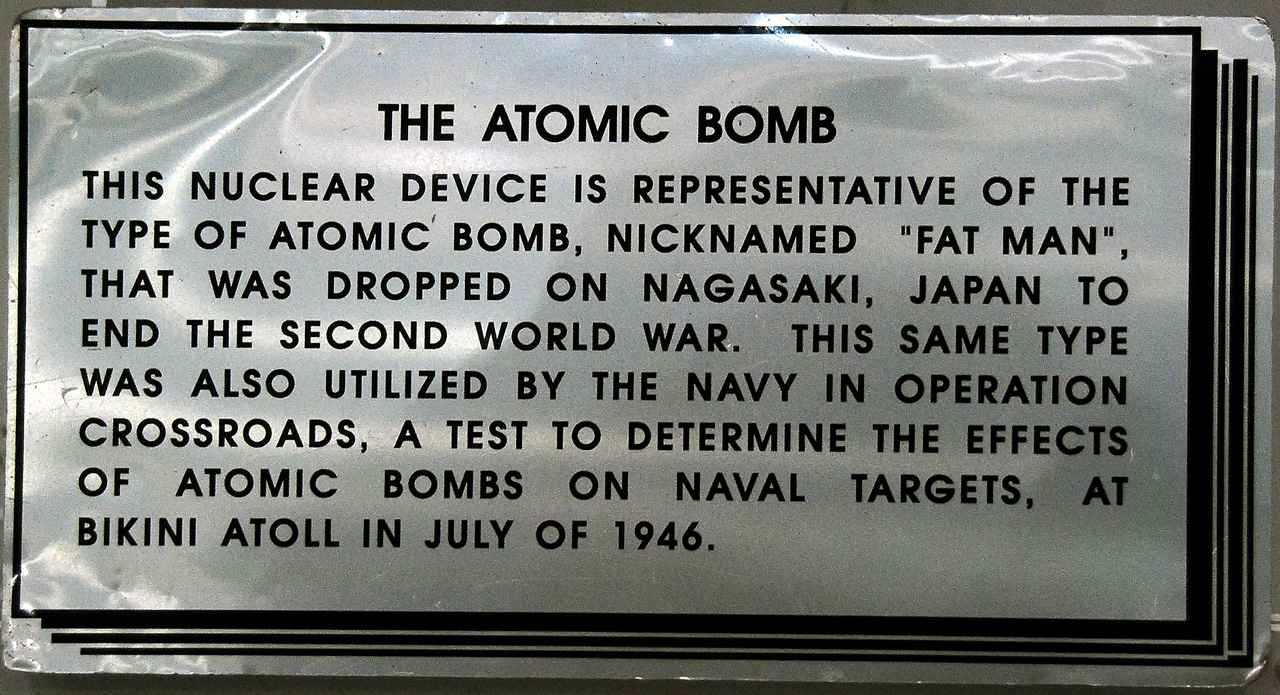 THE ATOMIC BOMB
THIS NUCLEAR DEVICE IS REPRESENTATIVE OF THE
TYPE OF ATOMIC BOMB, NICKNAMED "FAT MAN",
THAT WAS DROPPED ON NAGASAKI, JAPAN TO
END THE SECOND WORLD WAR. THIS SAME TYPE
WAS ALSO UTILIZED BY THE NAVY IN OPERATION
CROSSROADS, A TEST TO DETERMINE THE EFFECTS
OF ATOMIC BOMBS ON NAVAL TARGETS, AT
BIKINI ATOLL IN JULY OF 1946.